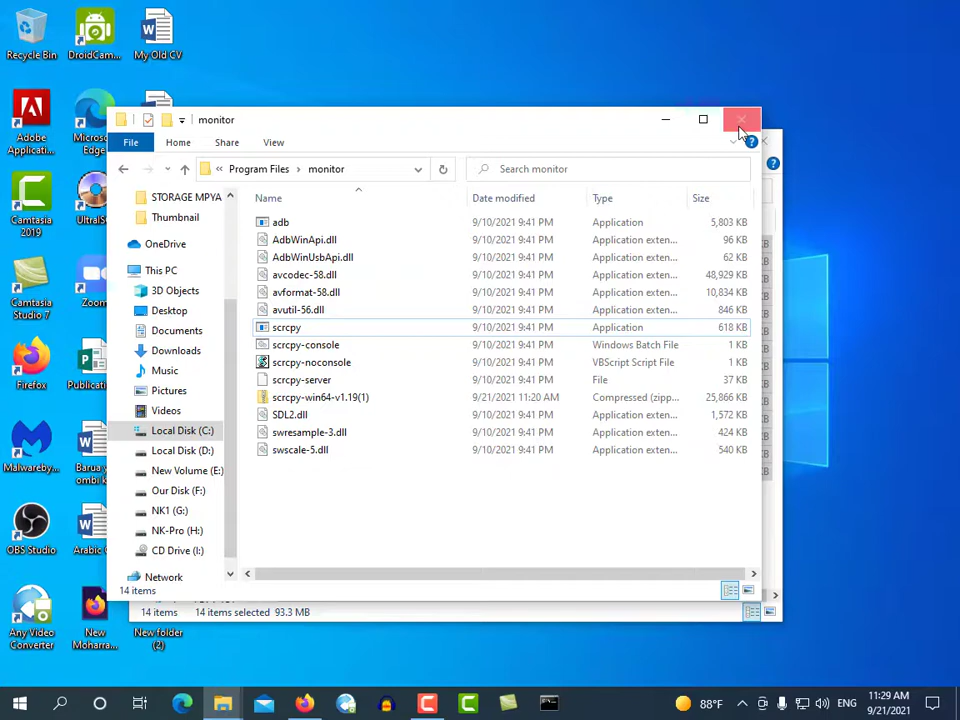 Recycle Bin
DroidCam...
My Old CV
Adobe
Applicati...
Microsof
Edge
Camtasia
2019
UltraIS
Camtasia
Studio 7
Zoom
Firefox
Publicati
Malwareby...
Barua y
ombi k
OBS Studio
Arabic
Any Video
Converter
New
Moharra...
New folder
(2)
monitor
File
Home
Share
View
« Program Files > monitor
Search monitor
Name
Date modified
Type
Size
STORAGE MPYA
Thumbnail
OneDrive
This PC
3D Objects
Desktop
Documents
Downloads
Music
Pictures
Videos
Local Disk (C:)
Local Disk (D:)
New Volume (E:)
Our Disk (F:)
NK1 (G:)
NK-Pro (H:)
CD Drive (I:)
Network
adb 9/10/2021 9:41 PM Application 5,803 KB
AdbWinApi.dll 9/10/2021 9:41 PM Application exten... 96 KB
AdbWinUsbApi.dll 9/10/2021 9:41 PM Application exten... 62 KB
avcodec-58.dll 9/10/2021 9:41 PM Application exten... 48,929 KB
avformat-58.dll 9/10/2021 9:41 PM Application exten... 10,834 KB
avutil-56.dll 9/10/2021 9:41 PM Application exten... 846 KB
scrcpy 9/10/2021 9:41 PM Application 618 KB
scrcpy-console 9/10/2021 9:41 PM Windows Batch File 1 KB
scrcpy-noconsole 9/10/2021 9:41 PM VBScript Script File 1 KB
scrcpy-server 9/10/2021 9:41 PM File 37 KB
scrcpy-win64-v1.19(1) 9/21/2021 11:20 AM Compressed (zipp... 25,866 KB
SDL2.dll 9/10/2021 9:41 PM Application exten... 1,572 KB
swresample-3.dll 9/10/2021 9:41 PM Application exten... 424 KB
swscale-5.dll 9/10/2021 9:41 PM Application exten... 540 KB
14 items
14 items 14 items selected 93.3 MB
88°F
ENG
11:29 AM
9/21/2021